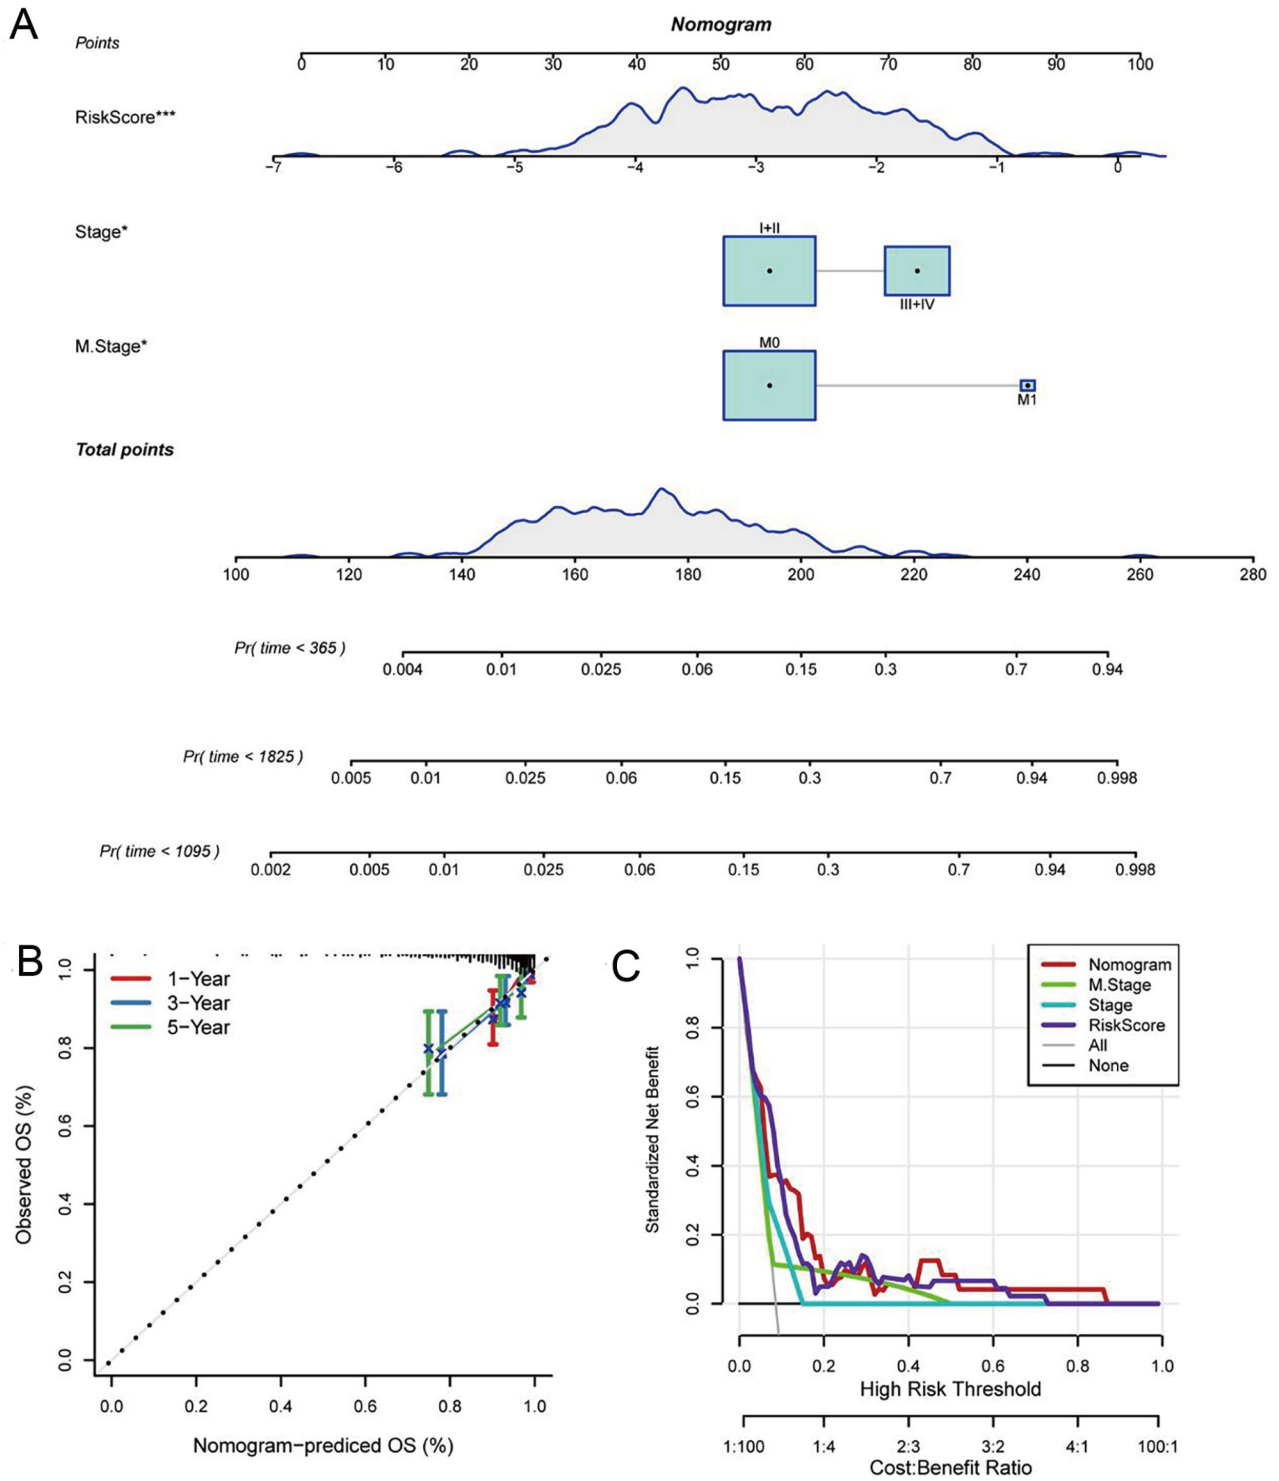 A
Nomogram
Points
0 10 20 30 40 50 60 70 80 90 100
RiskScore***
−7 −6 −5 −4 −3 −2 −1 0
Stage*
I+II
III+IV
M.Stage*
M0
M1
Total points
100 120 140 160 180 200 220 240 260 280
Pr( time < 365 )
0.004 0.01 0.025 0.06 0.15 0.3 0.7 0.94
Pr( time < 1825 )
0.005 0.01 0.025 0.06 0.15 0.3 0.7 0.94 0.998
Pr( time < 1095 )
0.002 0.005 0.01 0.025 0.06 0.15 0.3 0.7 0.94 0.998
B
1−Year
3−Year
5−Year
Observed OS (%)
1.0
0.8
0.6
0.4
0.2
0.0
0.0 0.2 0.4 0.6 0.8 1.0
Nomogram−prediced OS (%)
C
Nomogram
M.Stage
Stage
RiskScore
All
None
Standardized Net Benefit
1.0
0.8
0.6
0.4
0.2
0.0
0.0 0.2 0.4 0.6 0.8 1.0
High Risk Threshold
1:100 1:4 2:3 3:2 4:1 100:1
Cost:Benefit Ratio